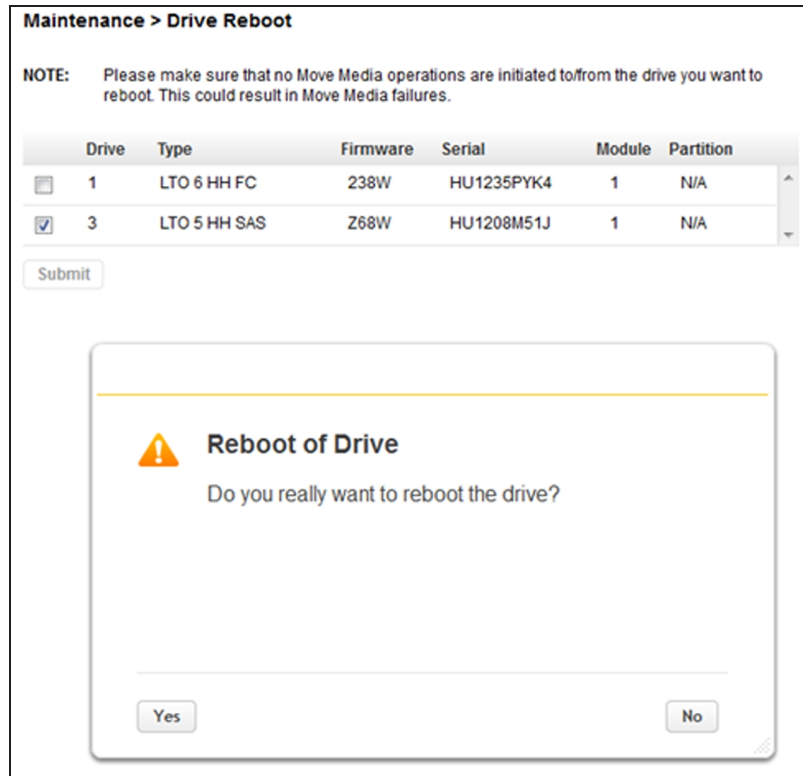 Maintenance > Drive Reboot
NOTE: Please make sure that no Move Media operations are initiated to/from the drive you want to
reboot. This could result in Move Media failures.
Drive Type Firmware Serial Module Partition
1 LTO 6 HH FC 238W HU1235PYK4 1 N/A
3 LTO 5 HH SAS Z68W HU1208M51J 1 N/A
Submit
Reboot of Drive
Do you really want to reboot the drive?
Yes No